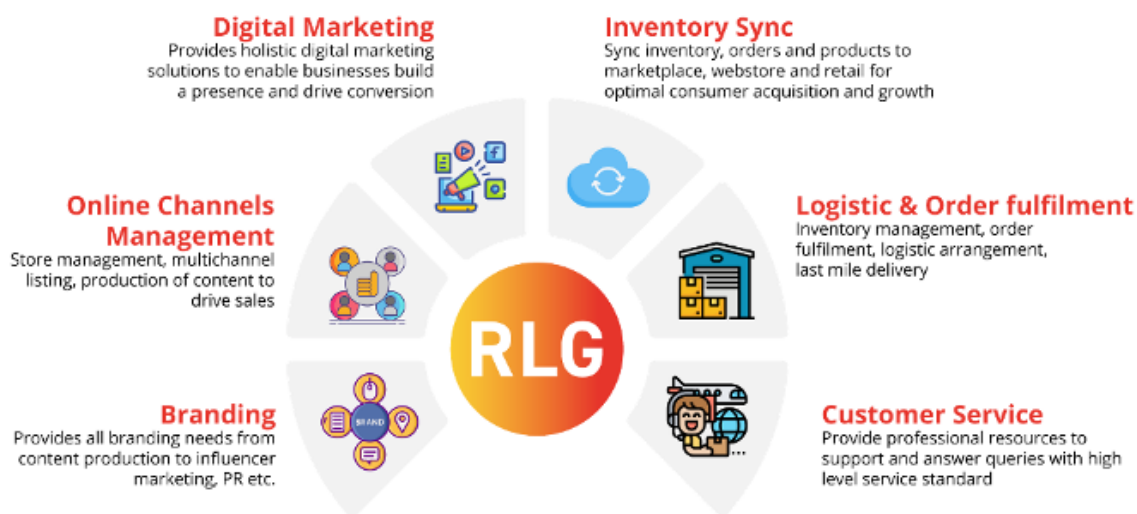 Digital Marketing
Provides holistic digital marketing
solutions to enable businesses build
a presence and drive conversion
Inventory Sync
Sync inventory, orders and products to
marketplace, webstore and retail for
optimal consumer acquisition and growth
Online Channels
Management
Store management, multichannel
listing, production of content to
drive sales
Logistic & Order fulfilment
Inventory management, order
fulfilment, logistic arrangement,
last mile delivery
RLG
Branding
Provides all branding needs from
content production to influencer
marketing, PR etc.
BRAND
Customer Service
Provide professional resources to
support and answer queries with high
level service standard